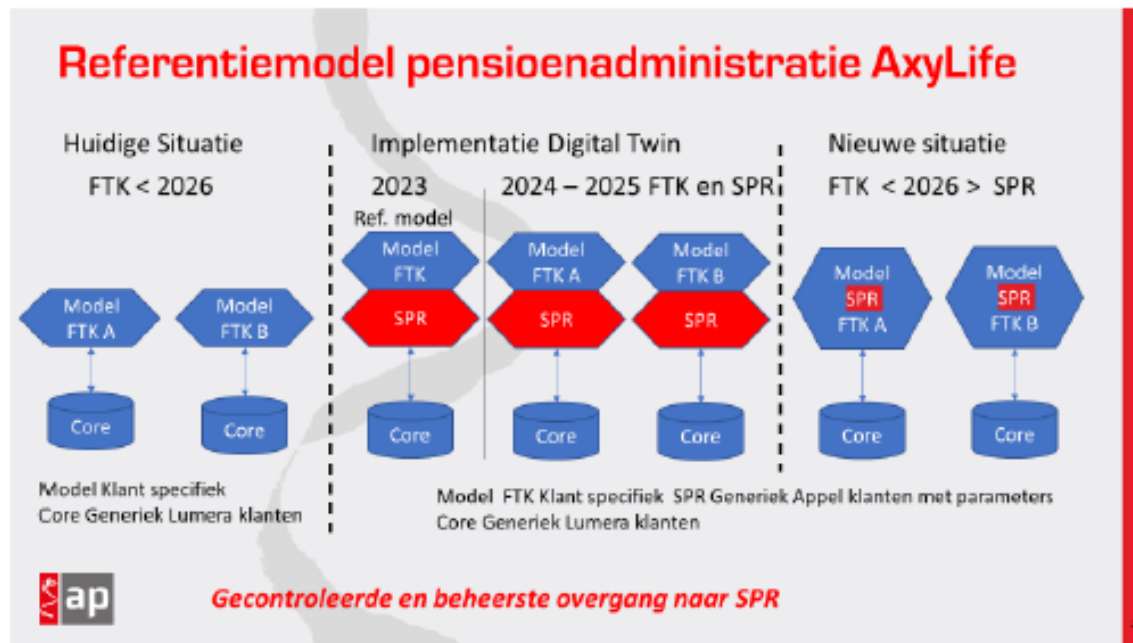 Referentiemodel pensioenadministratie AxyLife
Huidige Situatie
FTK < 2026
Model
FTK A
Model
FTK B
Core
Core
Model Klant specifiek
Core Generiek Lumera klanten
Implementatie Digital Twin
2023
Ref. model
Model
FTK
SPR
Core
2024 – 2025 FTK en SPR
Model
FTK A
SPR
Core
Model
FTK B
SPR
Core
Nieuwe situatie
FTK < 2026 > SPR
Model
SPR
FTK A
Core
Model
SPR
FTK B
Core
Model FTK Klant specifiek SPR Generiek Appel klanten met parameters
Core Generiek Lumera klanten
ap
Gecontroleerde en beheerste overgang naar SPR